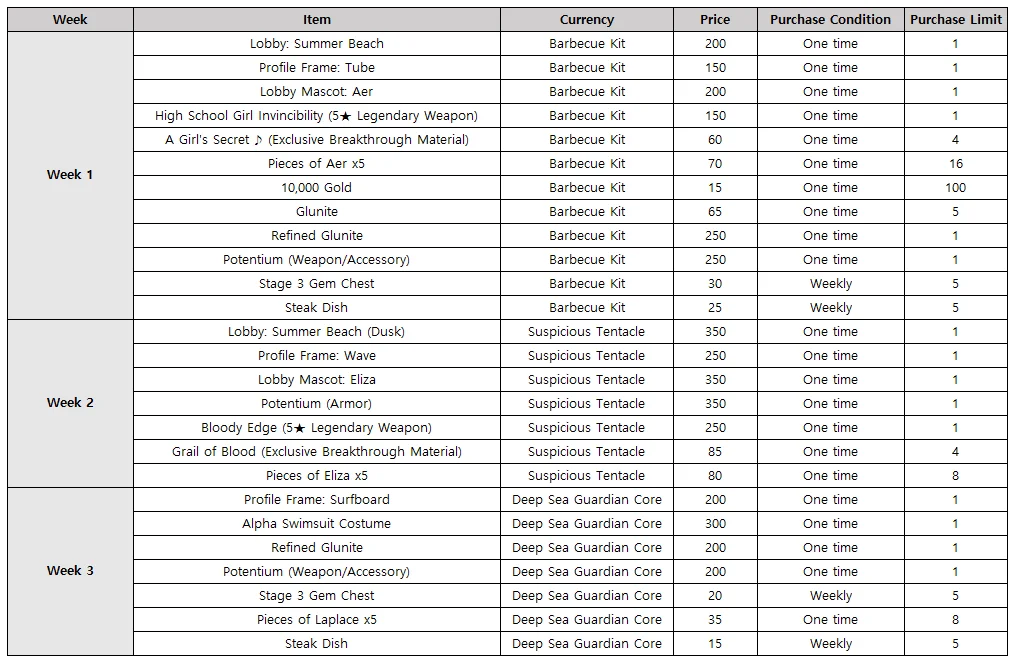 Week Item Currency Price Purchase Condition Purchase Limit
Lobby: Summer Beach Barbecue Kit 200 One time 1
Profile Frame: Tube Barbecue Kit 150 One time 1
Lobby Mascot: Aer Barbecue Kit 200 One time 1
High School Girl Invincibility (5★ Legendary Weapon) Barbecue Kit 150 One time 1
A Girl's Secret ♪ (Exclusive Breakthrough Material) Barbecue Kit 60 One time 4
Pieces of Aer x5 Barbecue Kit 70 One time 16
Week 1
10,000 Gold Barbecue Kit 15 One time 100
Glunite Barbecue Kit 65 One time 5
Refined Glunite Barbecue Kit 250 One time 1
Potentium (Weapon/Accessory) Barbecue Kit 250 One time 1
Stage 3 Gem Chest Barbecue Kit 30 Weekly 5
Steak Dish Barbecue Kit 25 Weekly 5
Lobby: Summer Beach (Dusk) Suspicious Tentacle 350 One time 1
Profile Frame: Wave Suspicious Tentacle 250 One time 1
Lobby Mascot: Eliza Suspicious Tentacle 350 One time 1
Week 2 Potentium (Armor) Suspicious Tentacle 350 One time 1
Bloody Edge (5★ Legendary Weapon) Suspicious Tentacle 250 One time 1
Grail of Blood (Exclusive Breakthrough Material) Suspicious Tentacle 85 One time 4
Pieces of Eliza x5 Suspicious Tentacle 80 One time 8
Profile Frame: Surfboard Deep Sea Guardian Core 200 One time 1
Alpha Swimsuit Costume Deep Sea Guardian Core 300 One time 1
Refined Glunite Deep Sea Guardian Core 200 One time 1
Week 3 Potentium (Weapon/Accessory) Deep Sea Guardian Core 200 One time 1
Stage 3 Gem Chest Deep Sea Guardian Core 20 Weekly 5
Pieces of Laplace x5 Deep Sea Guardian Core 35 One time 8
Steak Dish Deep Sea Guardian Core 15 Weekly 5